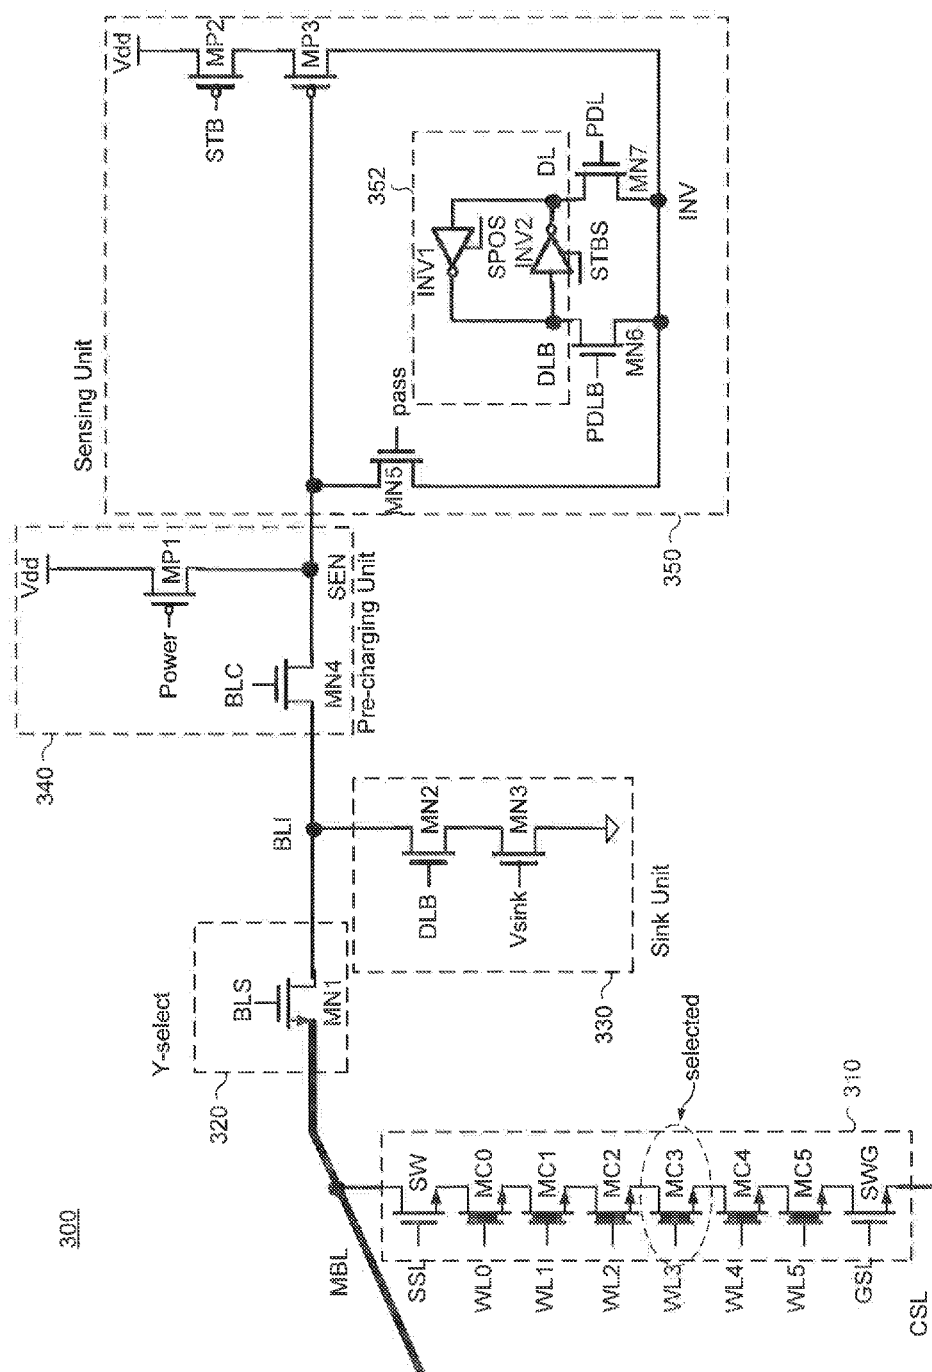 300
MBL
SSL
WL0
WL1
WL2
WL3
WL4
WL5
GSL
CSL
SW
MC0
MC1
MC2
MC3
MC4
MC5
SWG
selected
310
Y-select
320
BLS
MN1
BLI
DLB
MN2
Vsink
MN3
Sink Unit
330
340
BLC
MN4
Power
MP1
Vdd
SEN
Pre-charging Unit
Sensing Unit
350
Vdd
STB
MP2
MP3
pass
MN5
352
INV1
SPOS
INV2
STBS
DLB
DL
PDLB
MN6
PDL
MN7
INV